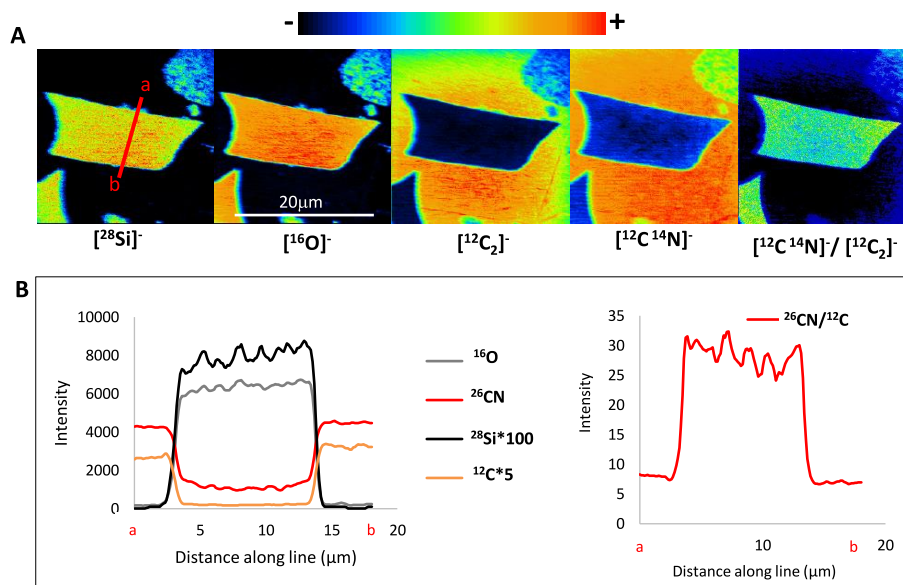 - +
A
a
b
20μm
[²⁸Si]⁻
[¹⁶O]⁻
[¹²C₂]⁻
[¹²C ¹⁴N]⁻
[¹²C ¹⁴N]⁻/ [¹²C₂]⁻
B
10000
8000
6000
4000
2000
0
Intensity
a
5
10
15
b
20
Distance along line (μm)
¹⁶O
²⁶CN
²⁸Si*100
¹²C*5
35
30
25
20
15
10
5
0
Intensity
a
10
b
20
Distance along line (μm)
²⁶CN/¹²C